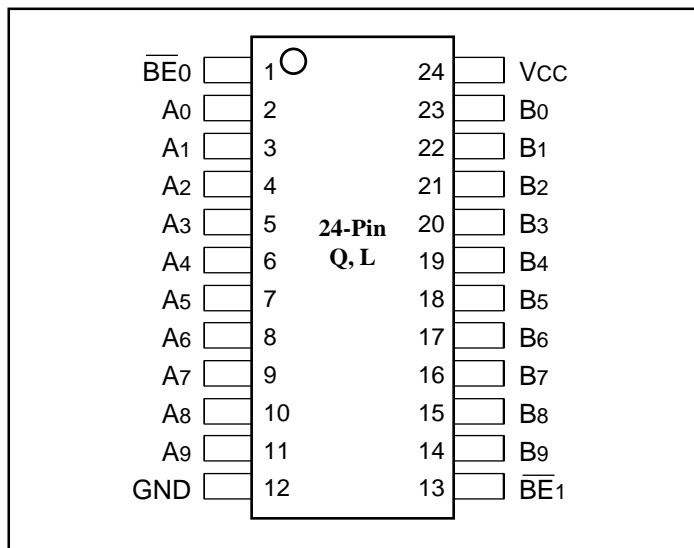 B̅E̅0 1 24 VCC
A0 2 23 B0
A1 3 22 B1
A2 4 21 B2
A3 5 20 B3
24-Pin
Q, L
A4 6 19 B4
A5 7 18 B5
A6 8 17 B6
A7 9 16 B7
A8 10 15 B8
A9 11 14 B9
GND 12 13 B̅E̅1